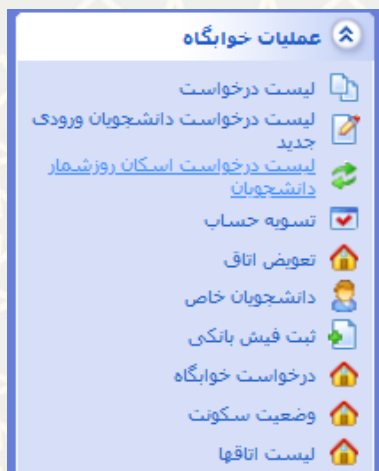 عملیات خوابگاه
لیست درخواست
لیست درخواست دانشجویان ورودی
جدید
لیست درخواست اسکان روزشمار
دانشجویان
تسویه حساب
تعویض اتاق
دانشجویان خاص
ثبت فیش بانکی
درخواست خوابگاه
وضعیت سکونت
لیست اتاقها